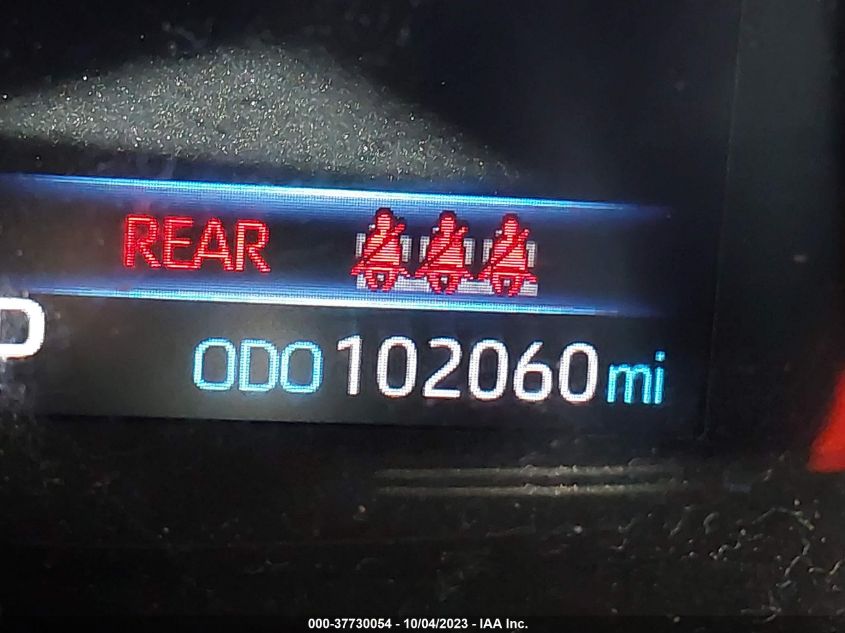 REAR
P
ODO 102060 mi
000-37730054 - 10/04/2023 - IAA Inc.